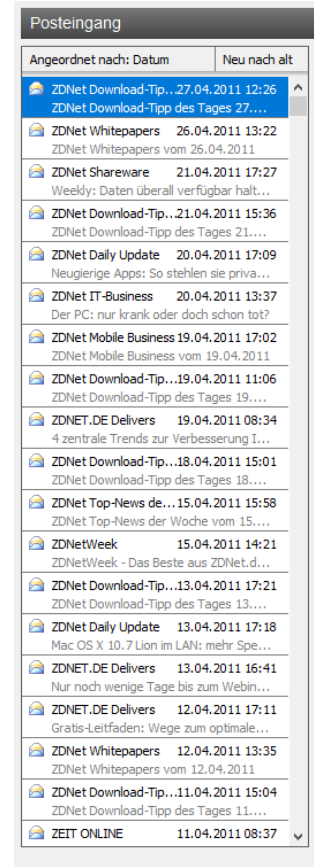 Posteingang
Angeordnet nach: Datum Neu nach alt
ZDNet Download-Tip...27.04.2011 12:26
ZDNet Download-Tipp des Tages 27....
ZDNet Whitepapers 26.04.2011 13:22
ZDNet Whitepapers vom 26.04.2011
ZDNet Shareware 21.04.2011 17:27
Weekly: Daten überall verfügbar halt...
ZDNet Download-Tip...21.04.2011 15:36
ZDNet Download-Tipp des Tages 21....
ZDNet Daily Update 20.04.2011 17:09
Neugierige Apps: So stehlen sie priva...
ZDNet IT-Business 20.04.2011 13:37
Der PC: nur krank oder doch schon tot?
ZDNet Mobile Business 19.04.2011 17:02
ZDNet Mobile Business vom 19.04.2011
ZDNet Download-Tip...19.04.2011 11:06
ZDNet Download-Tipp des Tages 19....
ZDNET.DE Delivers 19.04.2011 08:34
4 zentrale Trends zur Verbesserung I...
ZDNet Download-Tip...18.04.2011 15:01
ZDNet Download-Tipp des Tages 18....
ZDNet Top-News de...15.04.2011 15:58
ZDNet Top-News der Woche vom 15....
ZDNetWeek 15.04.2011 14:21
ZDNetWeek - Das Beste aus ZDNet.d...
ZDNet Download-Tip...13.04.2011 17:21
ZDNet Download-Tipp des Tages 13....
ZDNet Daily Update 13.04.2011 17:18
Mac OS X 10.7 Lion im LAN: mehr Spe...
ZDNET.DE Delivers 13.04.2011 16:41
Nur noch wenige Tage bis zum Webin...
ZDNET.DE Delivers 12.04.2011 17:11
Gratis-Leitfaden: Wege zum optimale...
ZDNet Whitepapers 12.04.2011 13:35
ZDNet Whitepapers vom 12.04.2011
ZDNet Download-Tip...11.04.2011 15:04
ZDNet Download-Tipp des Tages 11....
ZEIT ONLINE 11.04.2011 08:37